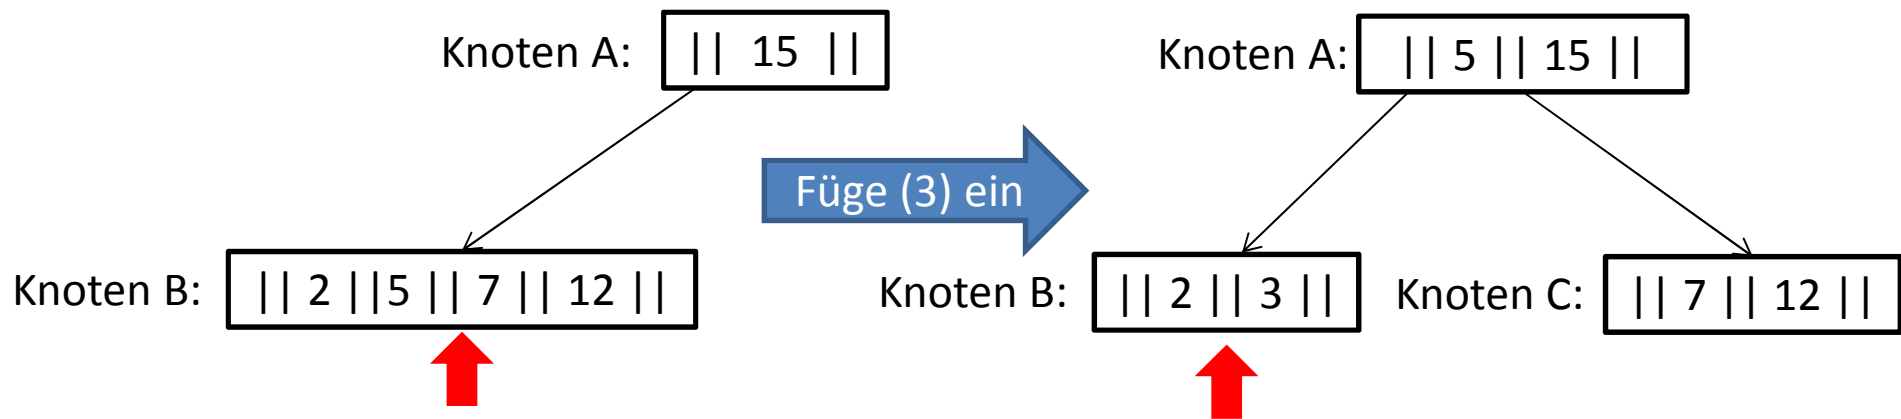 Knoten A: || 15 ||
Knoten B: || 2 ||5 || 7 || 12 ||
Füge (3) ein
Knoten A: || 5 || 15 ||
Knoten B: || 2 || 3 ||
Knoten C: || 7 || 12 ||